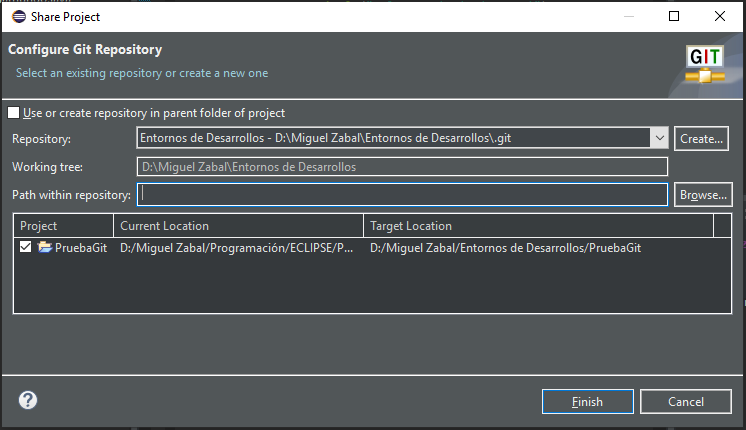 Share Project
Configure Git Repository
Select an existing repository or create a new one
GIT
Use or create repository in parent folder of project
Repository: Entornos de Desarrollos - D:\Miguel Zabal\Entornos de Desarrollos\.git Create...
Working tree: D:\Miguel Zabal\Entornos de Desarrollos
Path within repository: Browse...
Project Current Location Target Location
PruebaGit D:/Miguel Zabal/Programación/ECLIPSE/P... D:/Miguel Zabal/Entornos de Desarrollos/PruebaGit
? Finish Cancel